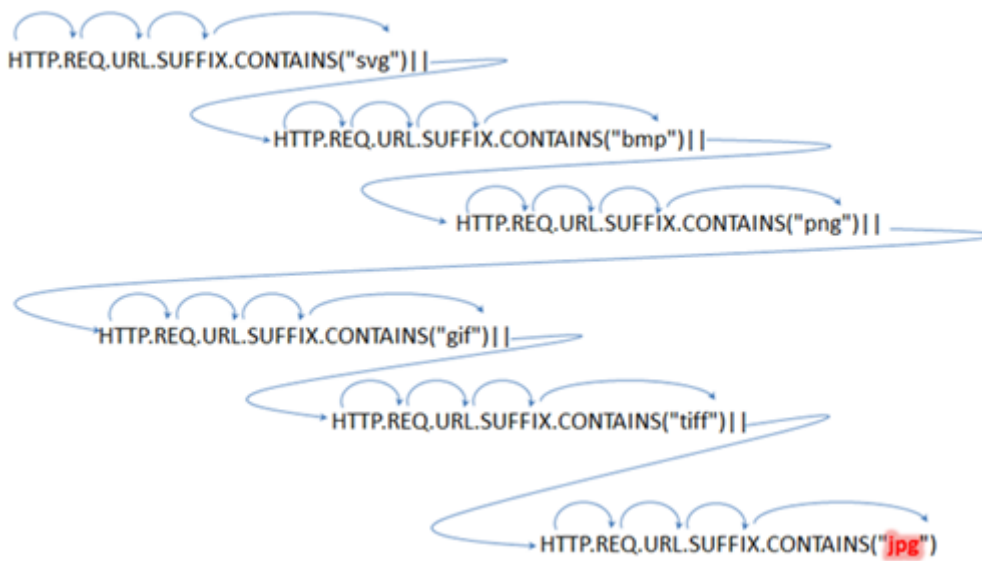 HTTP.REQ.URL.SUFFIX.CONTAINS("svg")||
HTTP.REQ.URL.SUFFIX.CONTAINS("bmp")||
HTTP.REQ.URL.SUFFIX.CONTAINS("png")||
HTTP.REQ.URL.SUFFIX.CONTAINS("gif")||
HTTP.REQ.URL.SUFFIX.CONTAINS("tiff")||
HTTP.REQ.URL.SUFFIX.CONTAINS("jpg")